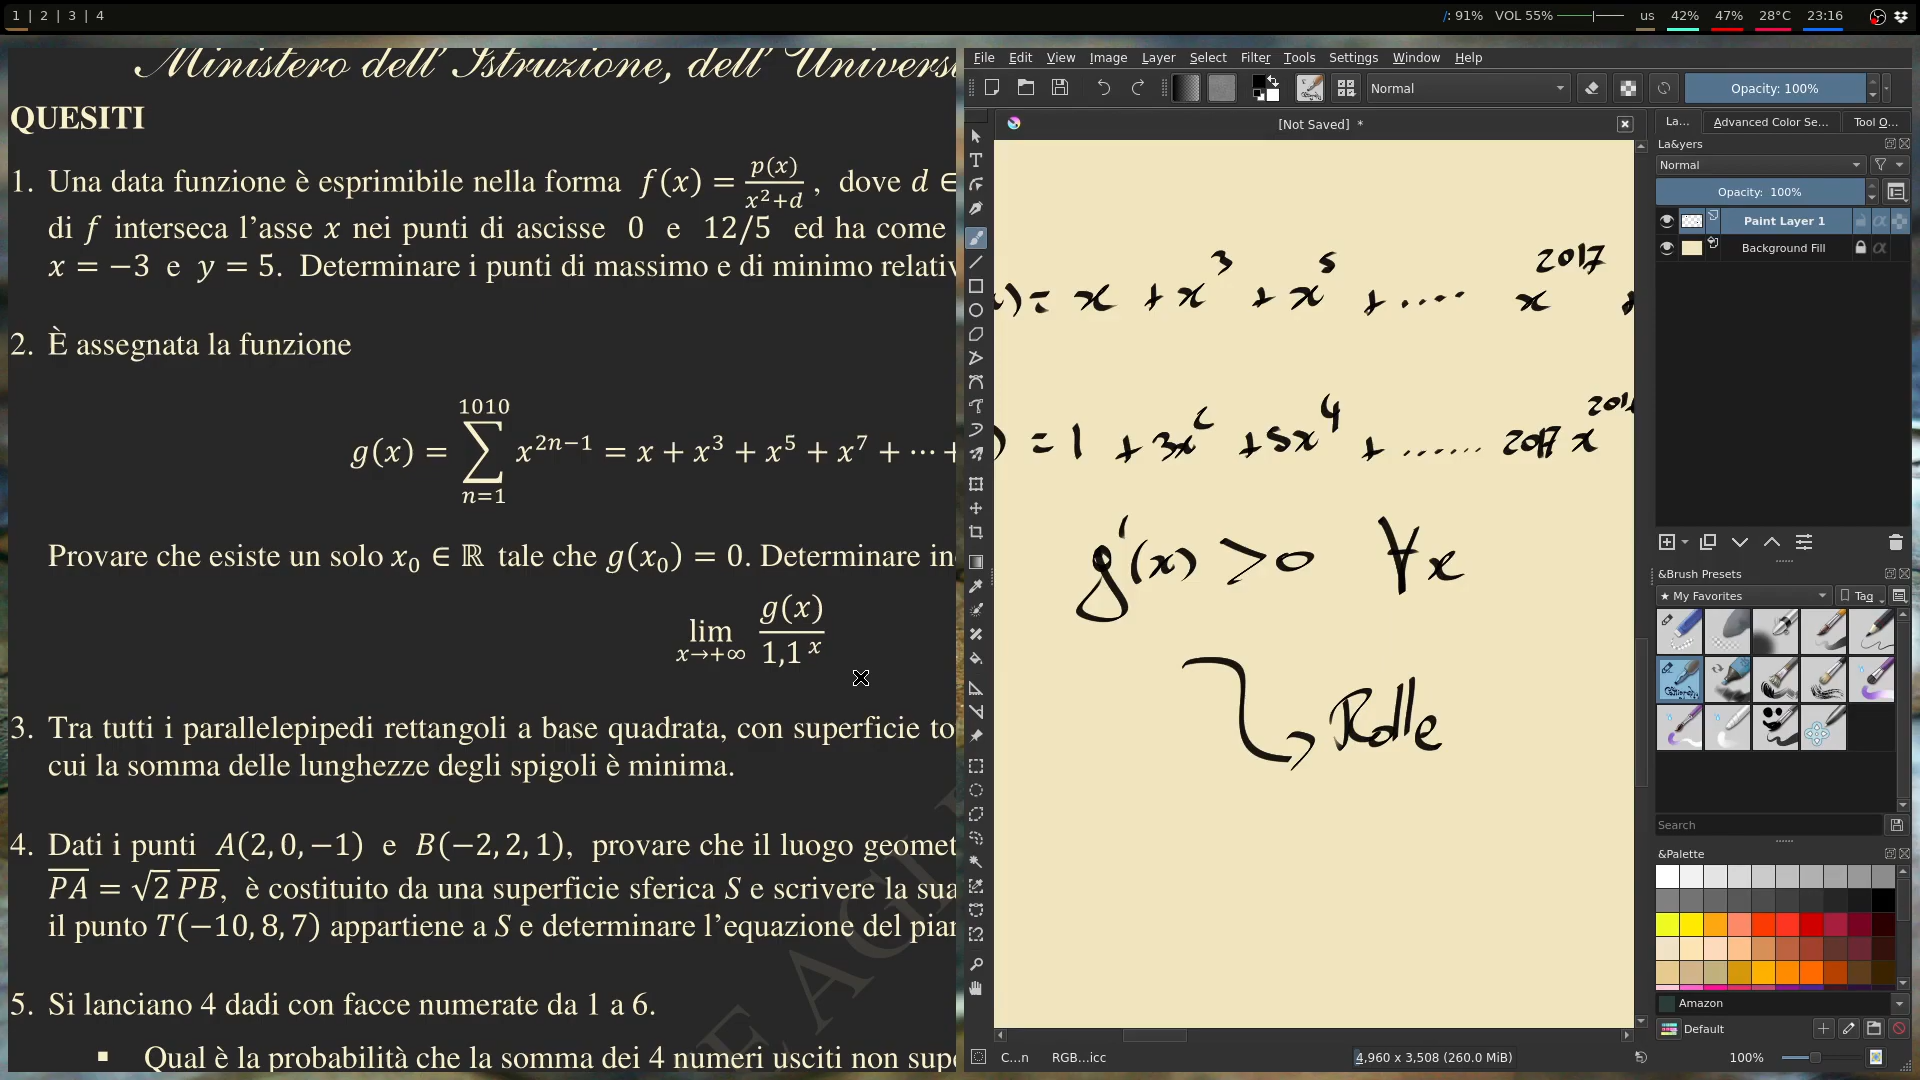 1 | 2 | 3 | 4
/: 91% VOL 55% us 42% 47% 28°C 23:16
Ministero dell' Istruzione, dell' Univers
QUESITI
1. Una data funzione è esprimibile nella forma f(x) = p(x)/(x²+d) , dove d ∈
di f interseca l'asse x nei punti di ascisse 0 e 12/5 ed ha come
x = −3 e y = 5. Determinare i punti di massimo e di minimo relativ
2. È assegnata la funzione
1010
g(x) = ∑ x²ⁿ⁻¹ = x + x³ + x⁵ + x⁷ + ⋯ +
n=1
Provare che esiste un solo x₀ ∈ ℝ tale che g(x₀) = 0. Determinare in
lim g(x)
x→+∞ 1,1 ˣ
3. Tra tutti i parallelepipedi rettangoli a base quadrata, con superficie to
cui la somma delle lunghezze degli spigoli è minima.
4. Dati i punti A(2, 0, −1) e B(−2, 2, 1), provare che il luogo geomet
PA = √2 PB, è costituito da una superficie sferica S e scrivere la sua
il punto T(−10, 8, 7) appartiene a S e determinare l'equazione del pian
5. Si lanciano 4 dadi con facce numerate da 1 a 6.
▪ Qual è la probabilità che la somma dei 4 numeri usciti non supe
File Edit View Image Layer Select Filter Tools Settings Window Help
Normal Opacity: 100%
[Not Saved] *
) = x + x³ + x⁵ + .... x²⁰¹⁷
) = 1 + 3x² + 5x⁴ + ...... 2017 x
g'(x) > 0 ∀x
Rolle
La... Advanced Color Se... Tool O...
La&yers
Normal
Opacity: 100%
Paint Layer 1
Background Fill
&Brush Presets
★ My Favorites Tag
Search
&Palette
Amazon
Default
C...n RGB...icc 4,960 x 3,508 (260.0 MiB) 100%